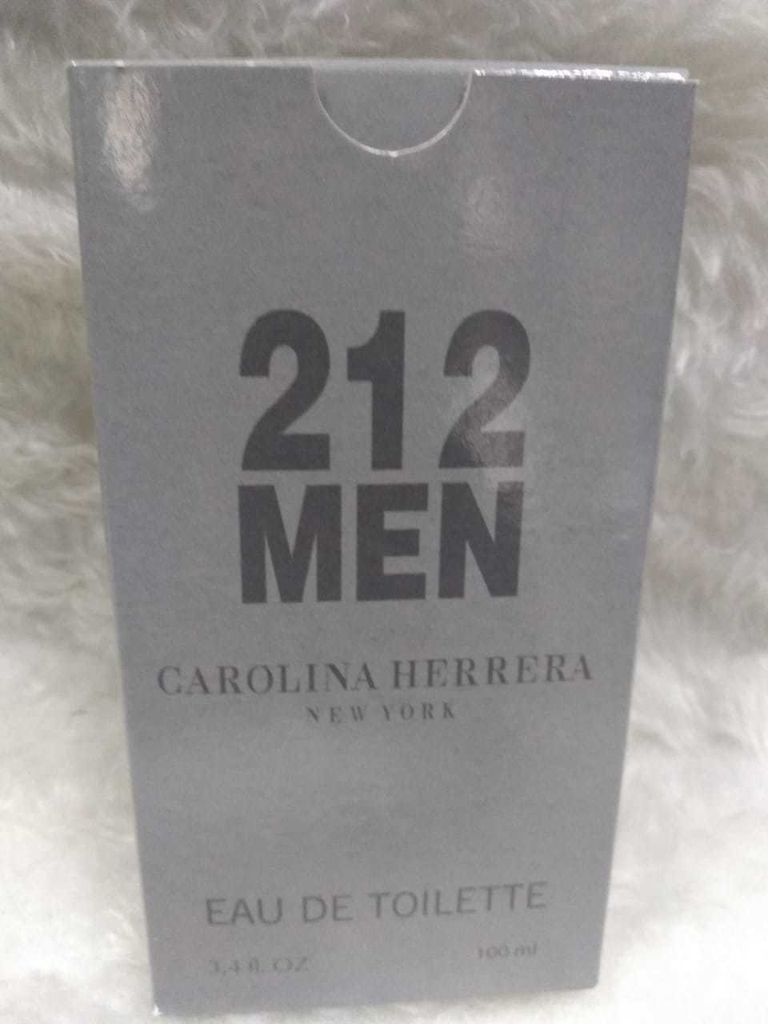 212
MEN
CAROLINA HERRERA
NEW YORK
EAU DE TOILETTE
3,4 fl. OZ
100 ml